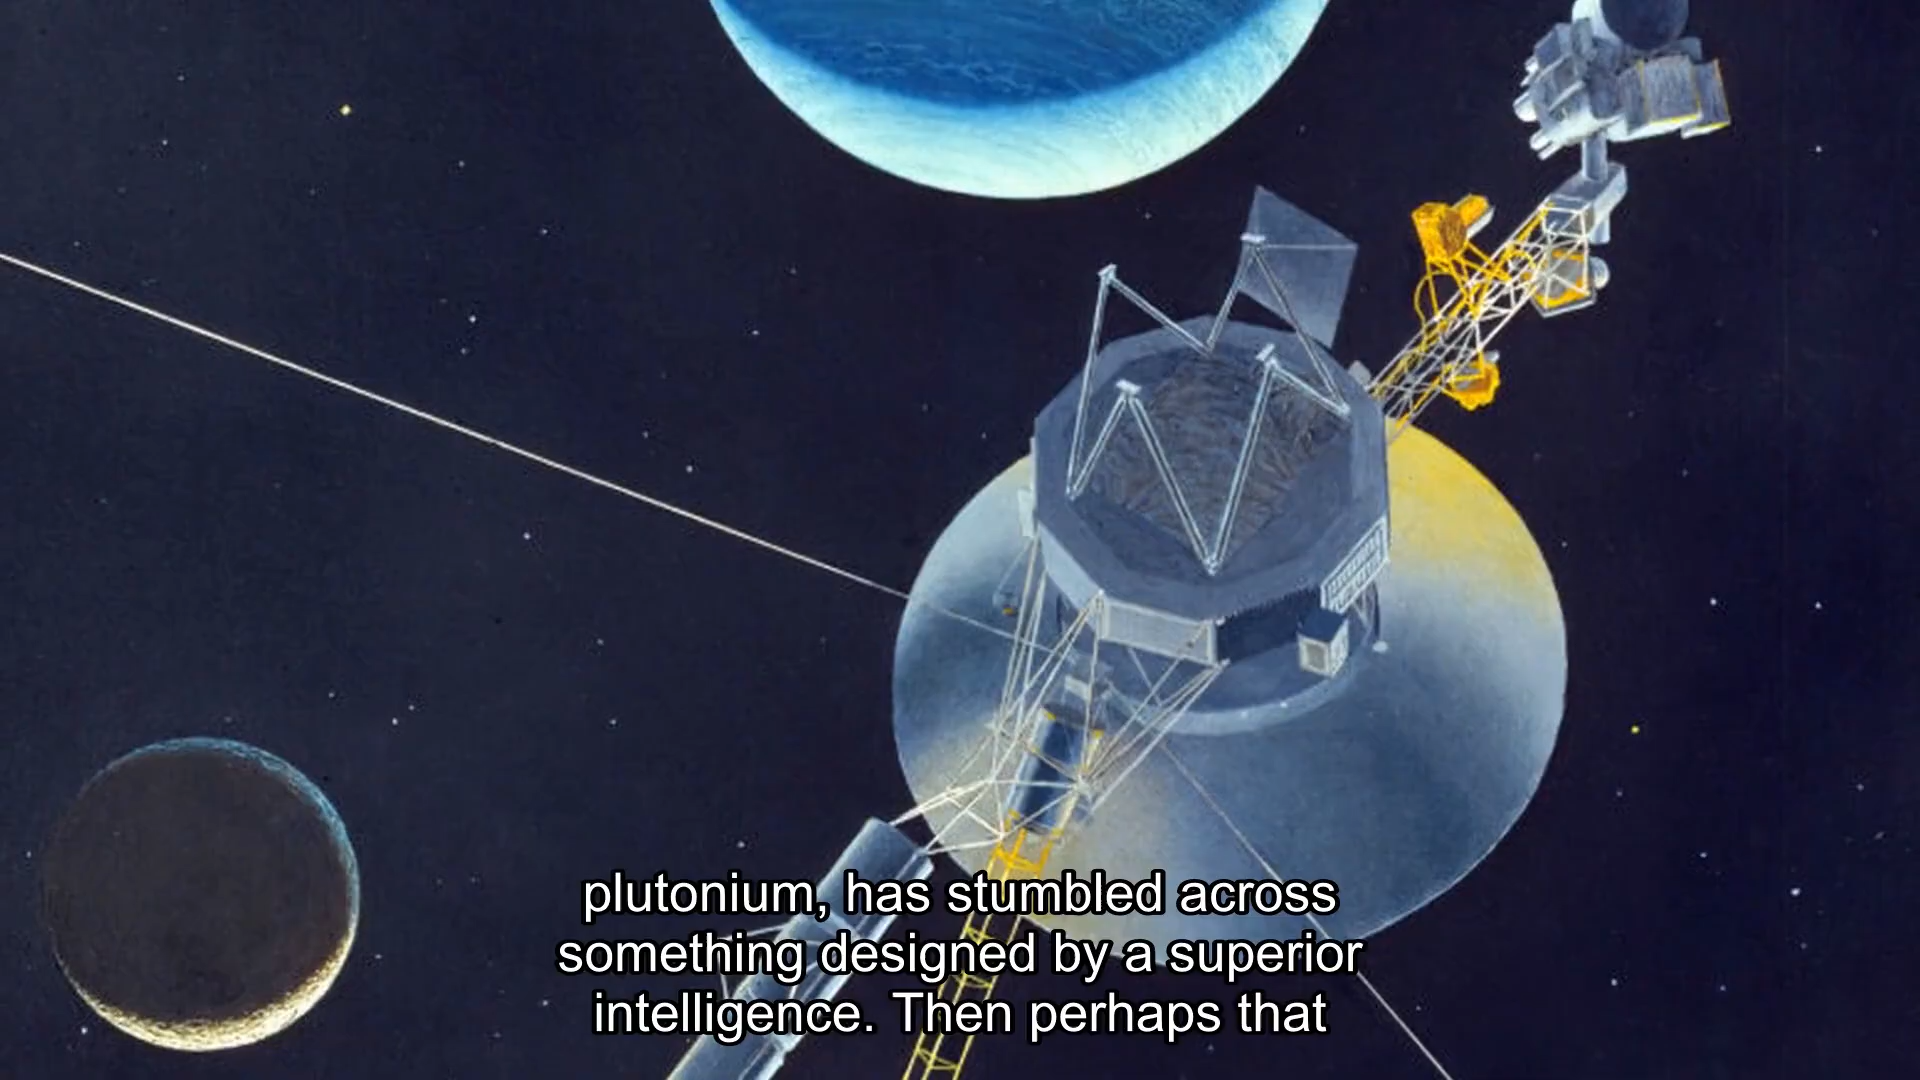 plutonium, has stumbled across
something designed by a superior
intelligence. Then perhaps that